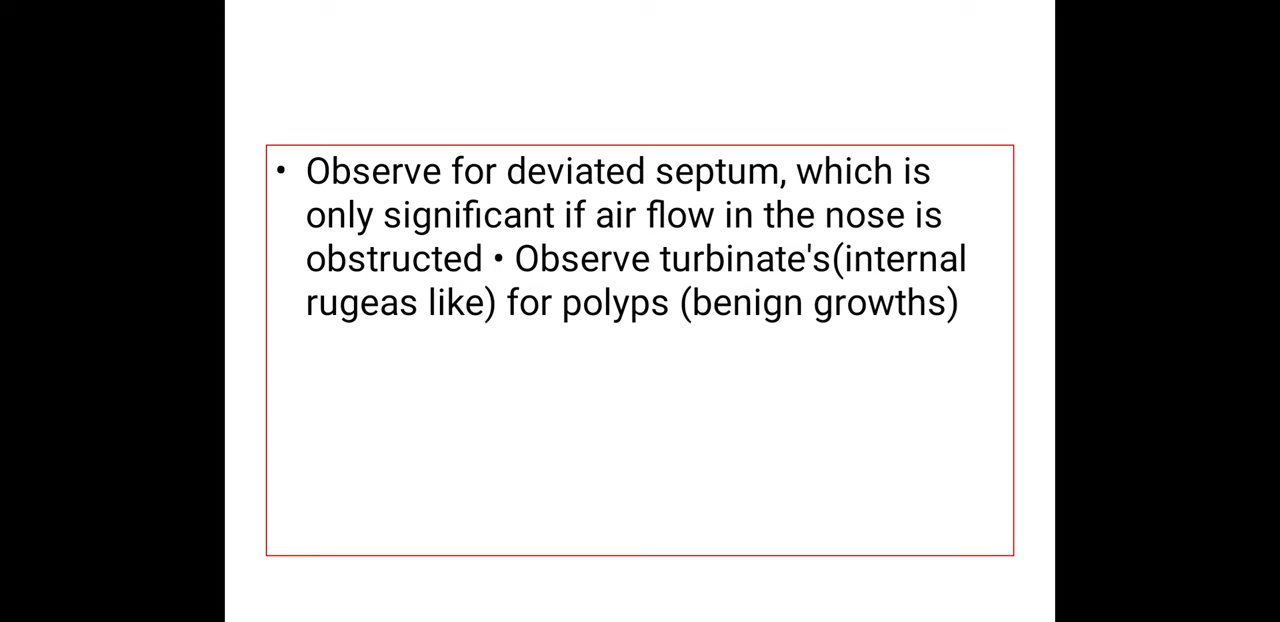 • Observe for deviated septum, which is
only significant if air flow in the nose is
obstructed • Observe turbinate's(internal
rugeas like) for polyps (benign growths)